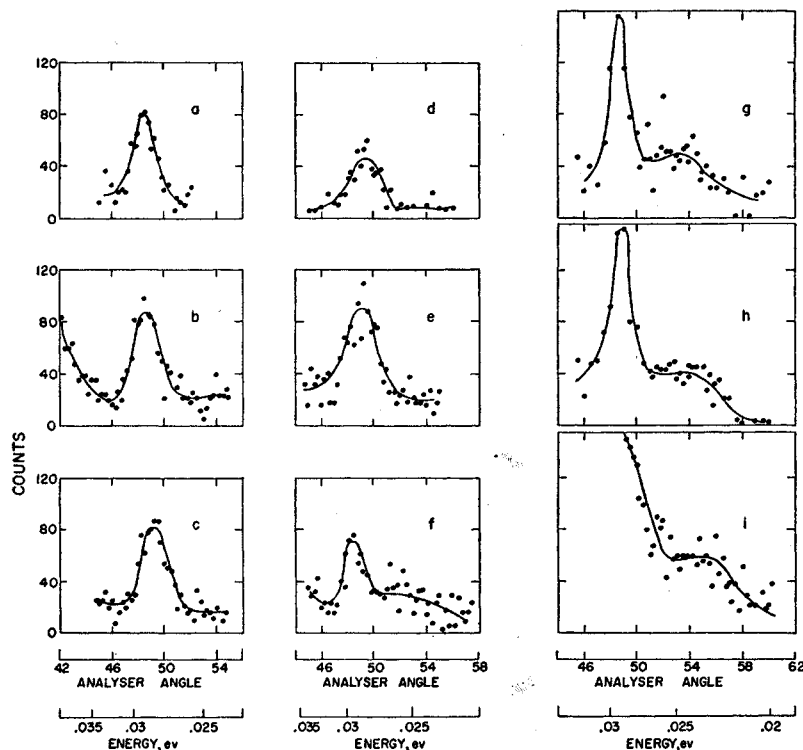 120 80 40 0 a d g
120 80 40 0 b e h
COUNTS
120 80 40 0 c f i
42 46 50 54 46 50 54 58 46 50 54 58 62
ANALYSER ANGLE ANALYSER ANGLE ANALYSER ANGLE
.035 .03 .025 .035 .03 .025 .03 .025 .02
ENERGY, ev ENERGY, ev ENERGY, ev